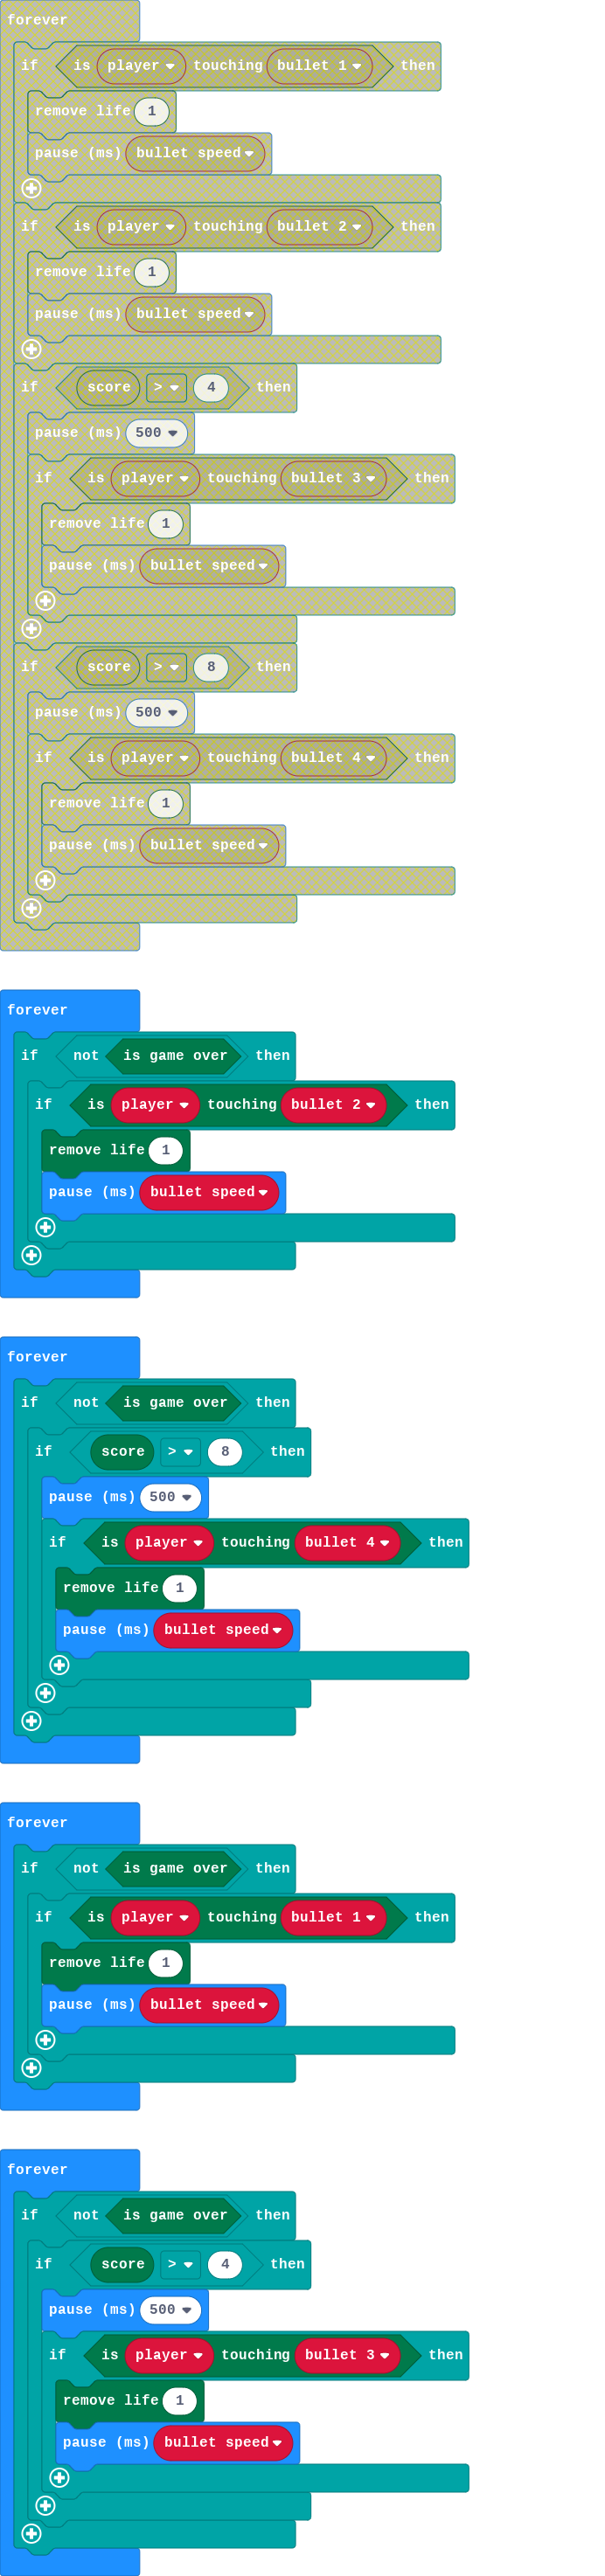 forever
if is player touching bullet 1 then
remove life 1
pause (ms) bullet speed
if is player touching bullet 2 then
remove life 1
pause (ms) bullet speed
if score > 4 then
pause (ms) 500
if is player touching bullet 3 then
remove life 1
pause (ms) bullet speed
if score > 8 then
pause (ms) 500
if is player touching bullet 4 then
remove life 1
pause (ms) bullet speed
forever
if not is game over then
if is player touching bullet 2 then
remove life 1
pause (ms) bullet speed
forever
if not is game over then
if score > 8 then
pause (ms) 500
if is player touching bullet 4 then
remove life 1
pause (ms) bullet speed
forever
if not is game over then
if is player touching bullet 1 then
remove life 1
pause (ms) bullet speed
forever
if not is game over then
if score > 4 then
pause (ms) 500
if is player touching bullet 3 then
remove life 1
pause (ms) bullet speed